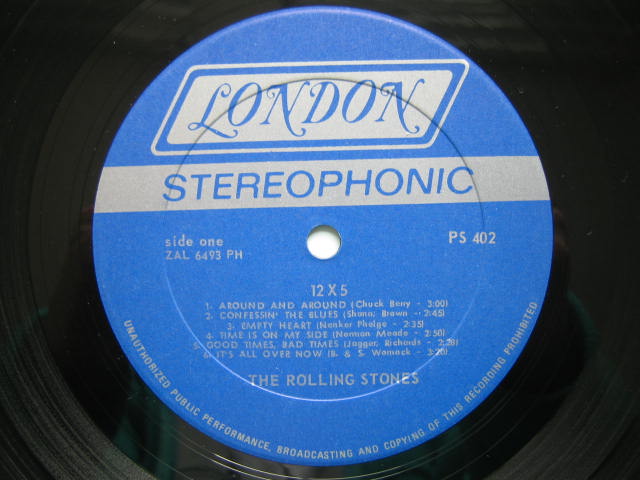 LONDON
STEREOPHONIC
side one
ZAL 6493 PH
PS 402
12 X 5
1. AROUND AND AROUND (Chuck Berry - 3:00)
2. CONFESSIN' THE BLUES (Shann; Brown - 2:45)
3. EMPTY HEART (Nanker Phelge - 2:35)
4. TIME IS ON MY SIDE (Norman Meade - 2:50)
5. GOOD TIMES, BAD TIMES (Jagger, Richards - 2:28)
6. IT'S ALL OVER NOW (B. & S. Womack - 3:20)
THE ROLLING STONES
UNAUTHORIZED PUBLIC PERFORMANCE, BROADCASTING AND COPYING OF THIS RECORDING PROHIBITED